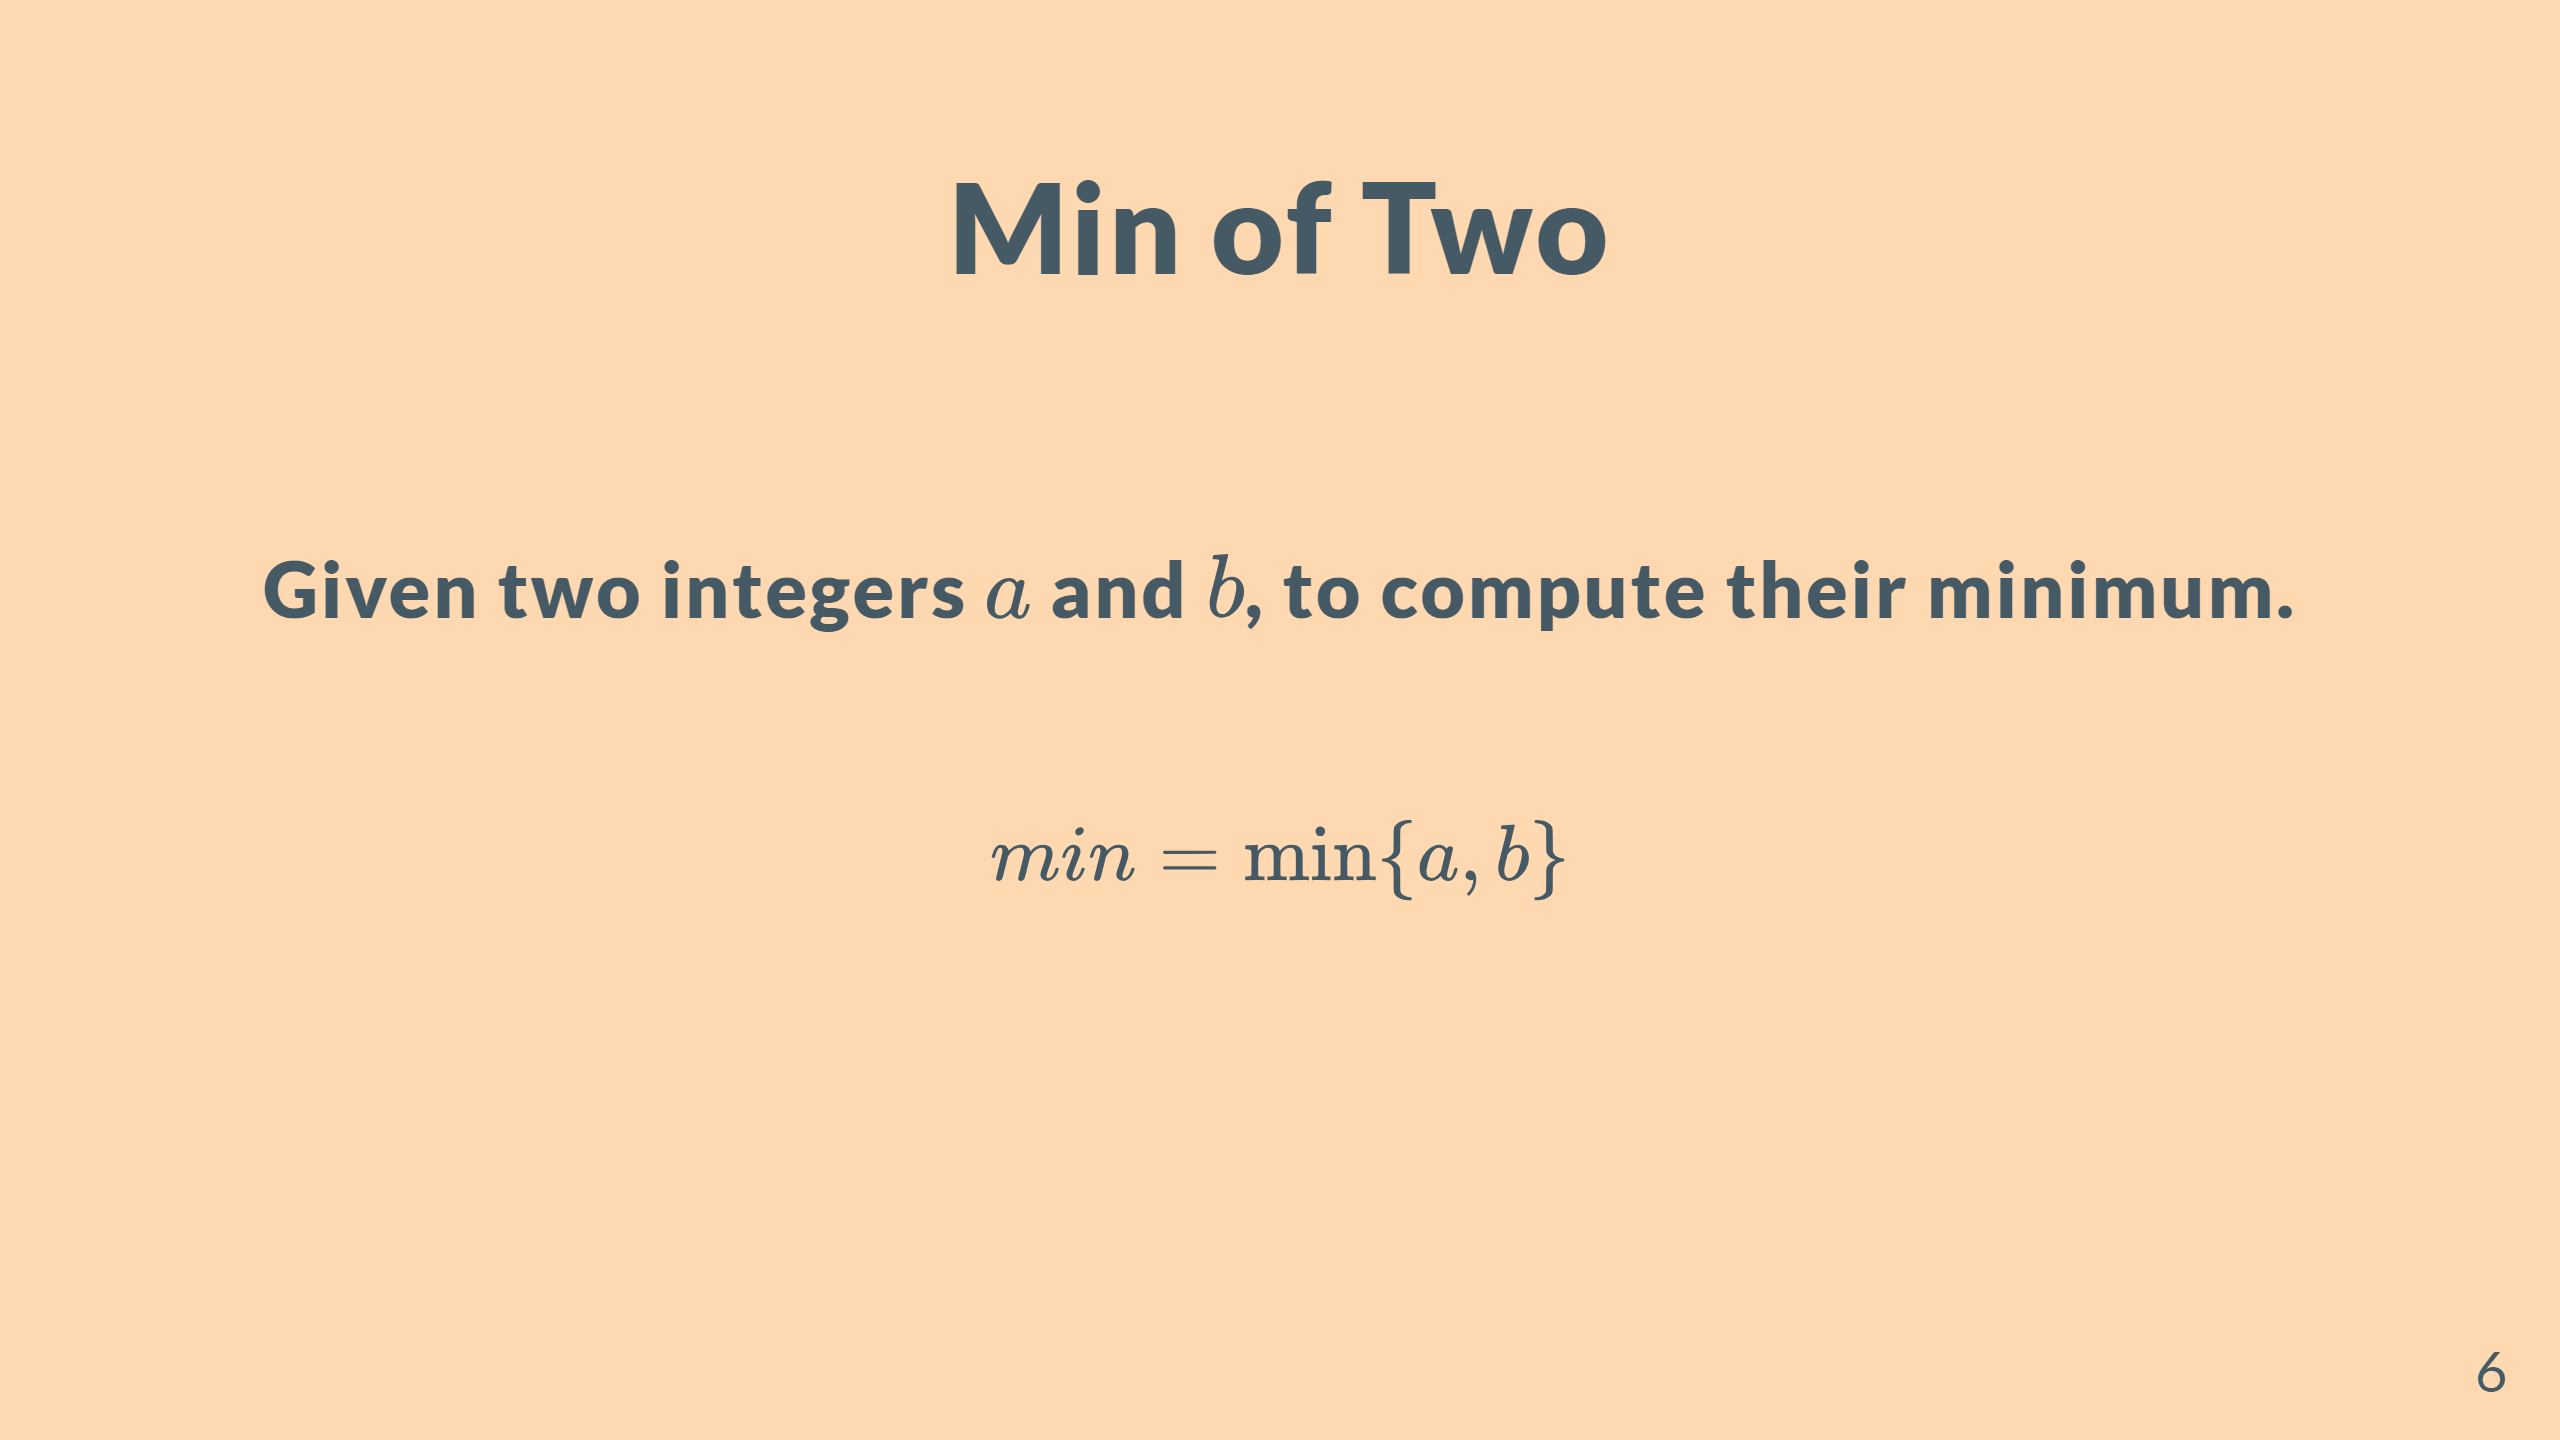 Min of Two
Given two integers a and b, to compute their minimum.
min = min{a, b}
6